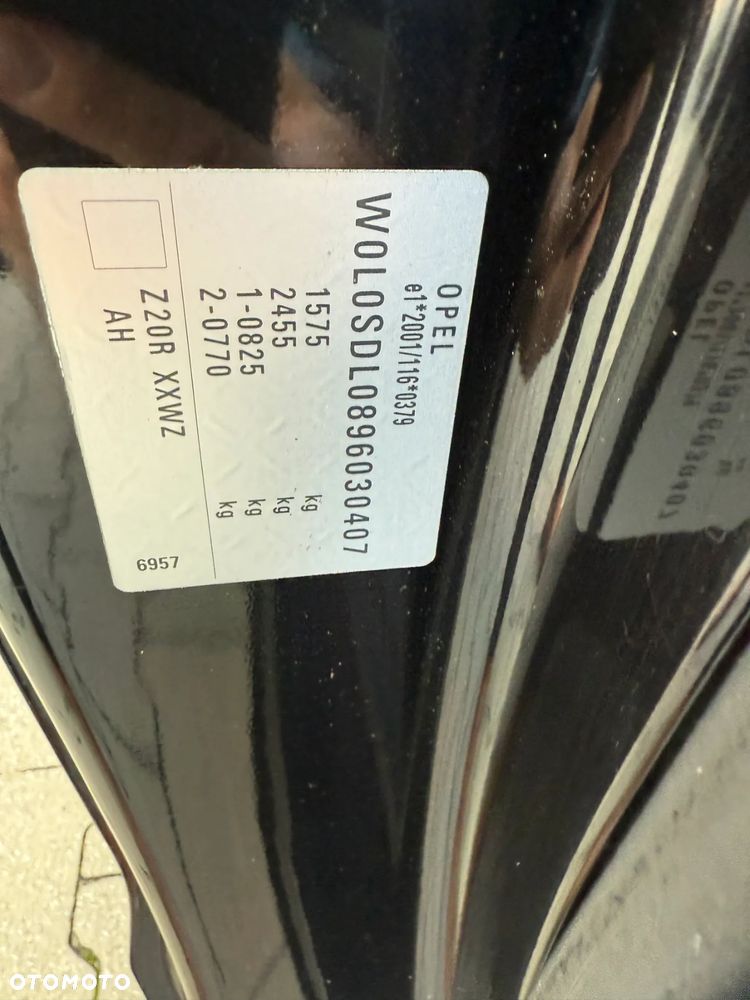 OPEL
e1*2001/116*0379
W0L0SDL0896030407
1575 kg
2455 kg
1-0825 kg
2-0770 kg
Z20R XXWZ
AH
6957
OTOMOTO